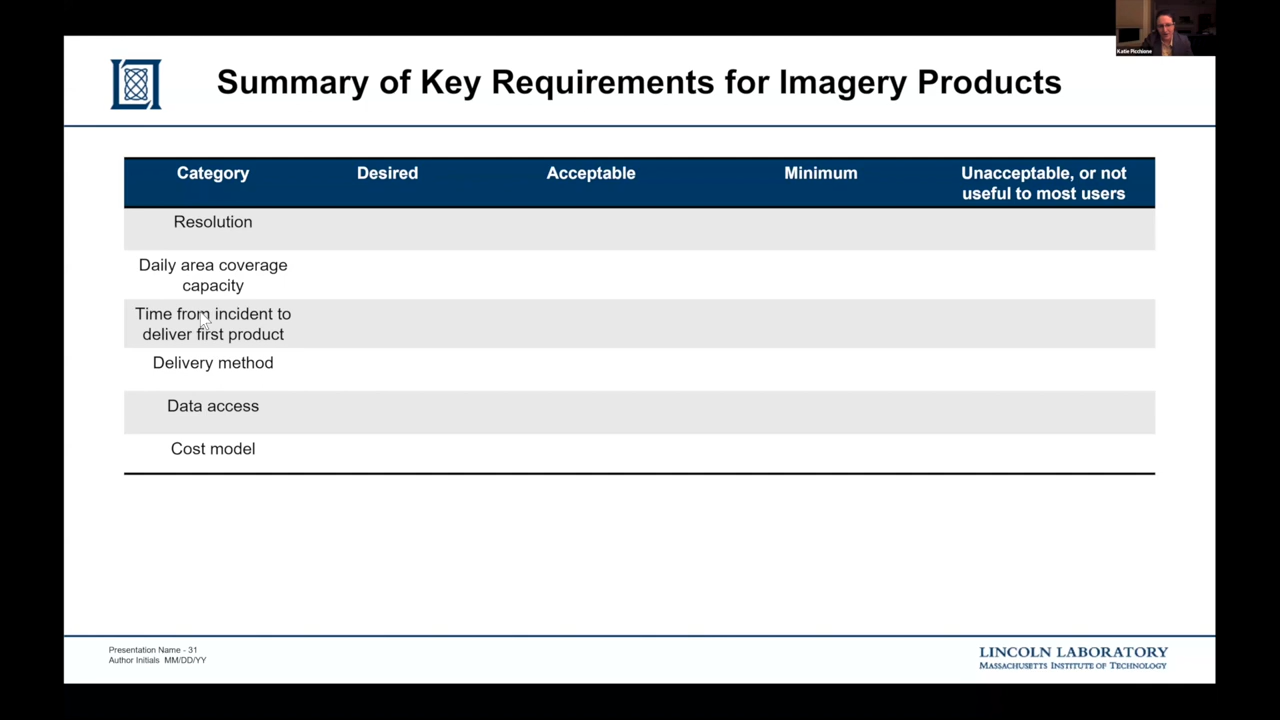 Katie Picchione
Summary of Key Requirements for Imagery Products
Category Desired Acceptable Minimum Unacceptable, or not
useful to most users
Resolution
Daily area coverage
capacity
Time from incident to
deliver first product
Delivery method
Data access
Cost model
Presentation Name - 31
Author Initials MM/DD/YY
LINCOLN LABORATORY
MASSACHUSETTS INSTITUTE OF TECHNOLOGY